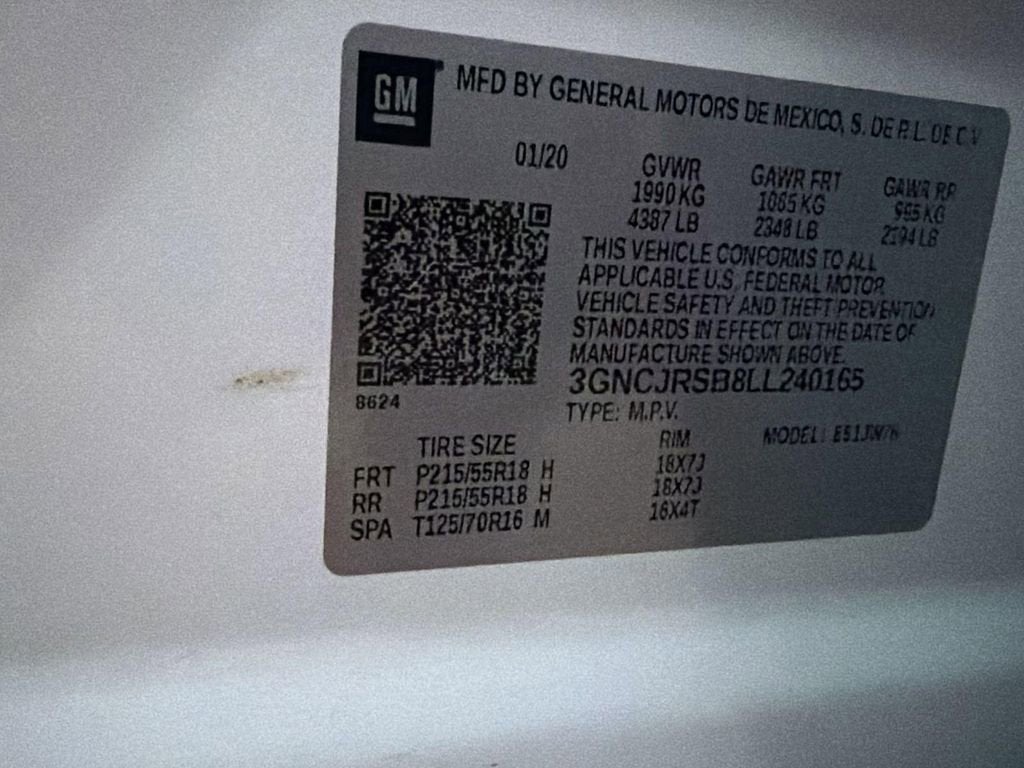 GM
MFD BY GENERAL MOTORS DE MEXICO, S. DE R.L. DE C.V.
01/20
GVWR GAWR FRT GAWR RR
1990 KG 1065 KG 995 KG
4387 LB 2348 LB 2194 LB
THIS VEHICLE CONFORMS TO ALL
APPLICABLE U.S. FEDERAL MOTOR
VEHICLE SAFETY AND THEFT PREVENTION
STANDARDS IN EFFECT ON THE DATE OF
MANUFACTURE SHOWN ABOVE.
3GNCJRSB8LL240165
8624
TYPE: M.P.V.
TIRE SIZE RIM MODEL:
FRT P215/55R18 H 18X7J
RR P215/55R18 H 18X7J
SPA T125/70R16 M 16X4T